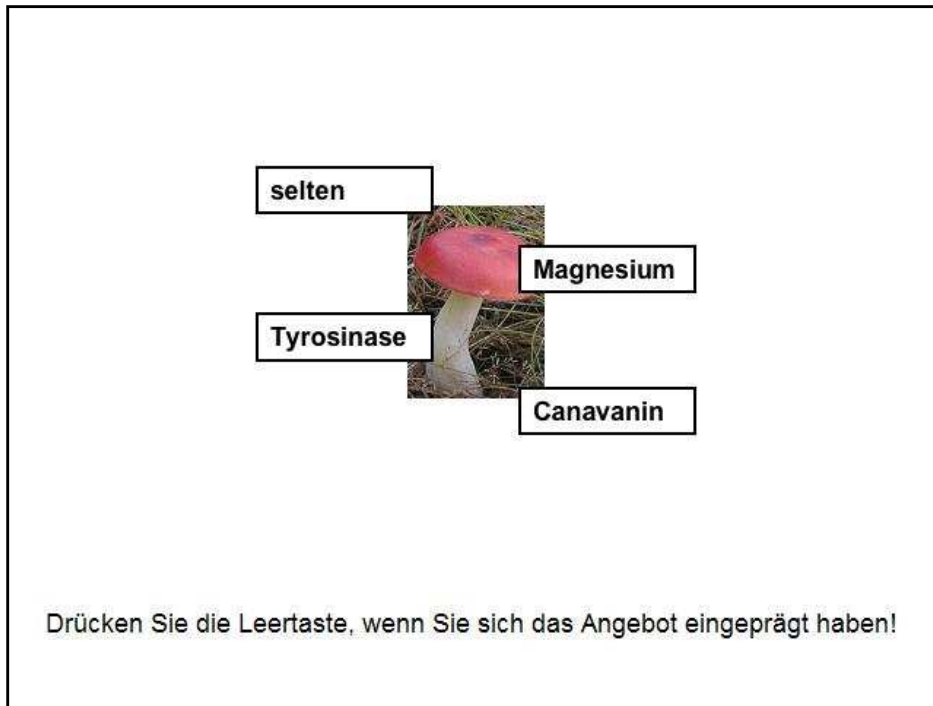 selten
Magnesium
Tyrosinase
Canavanin
Drücken Sie die Leertaste, wenn Sie sich das Angebot eingeprägt haben!